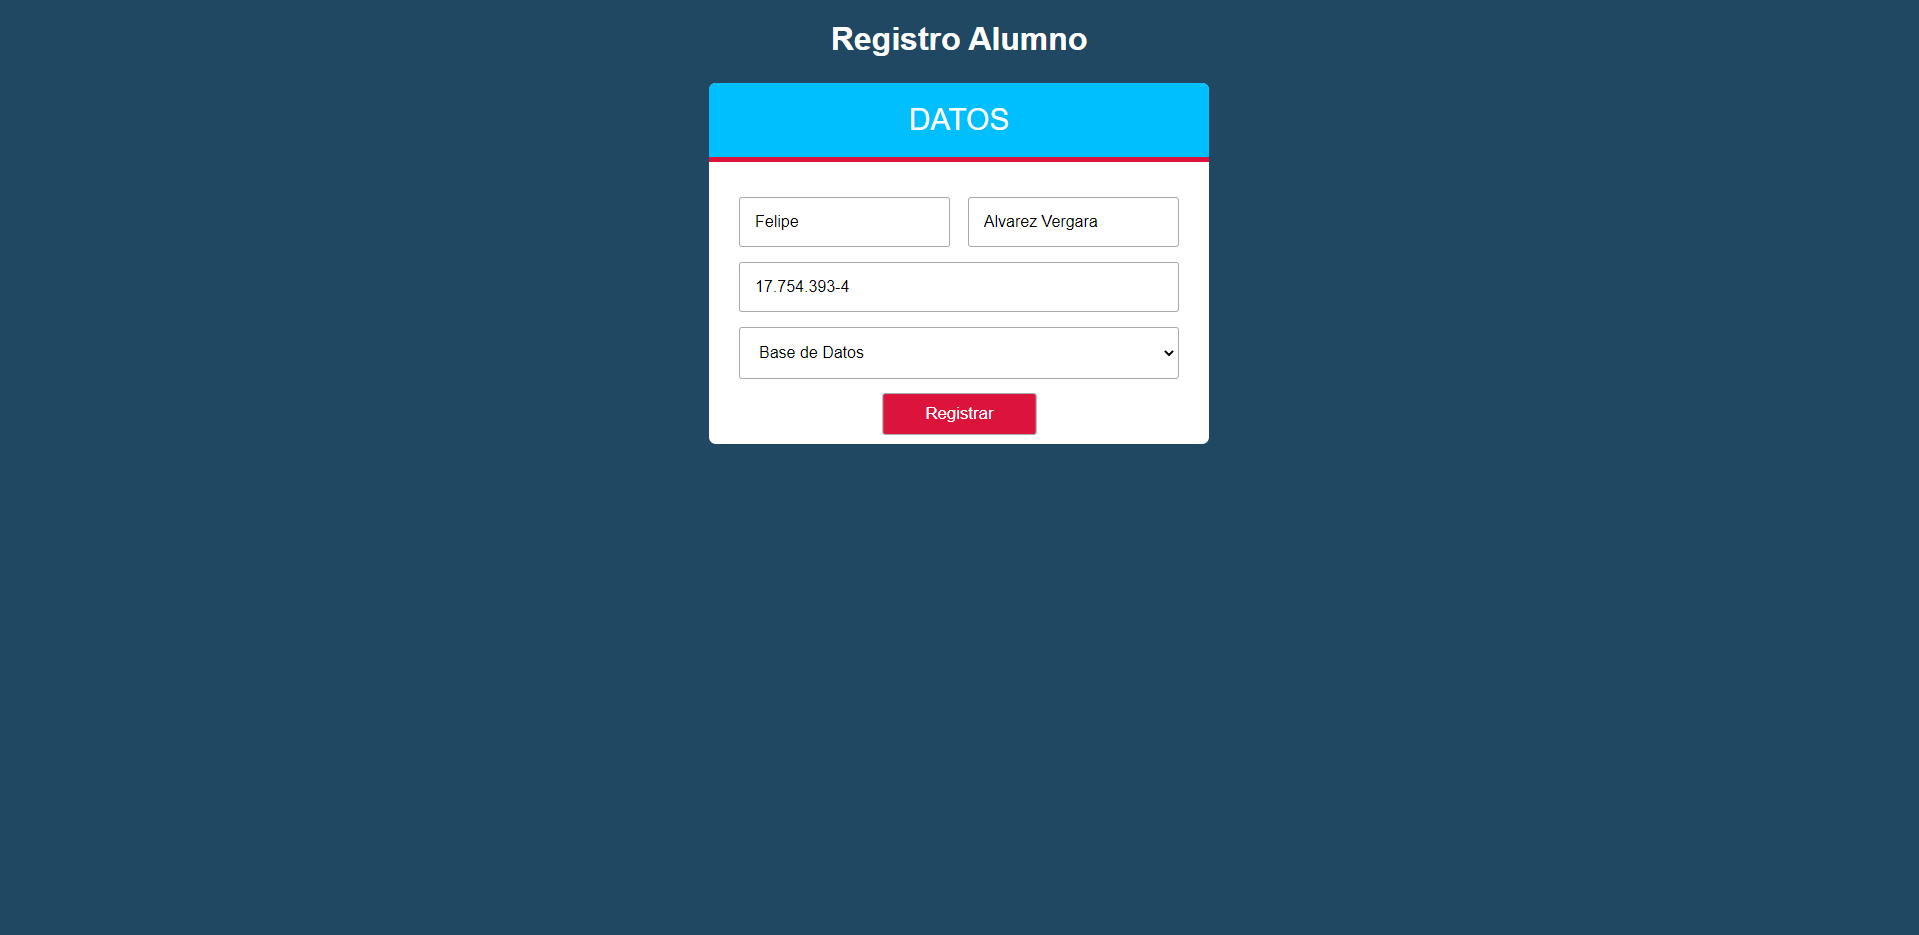 Registro Alumno
DATOS
Felipe Alvarez Vergara
17.754.393-4
Base de Datos
Registrar